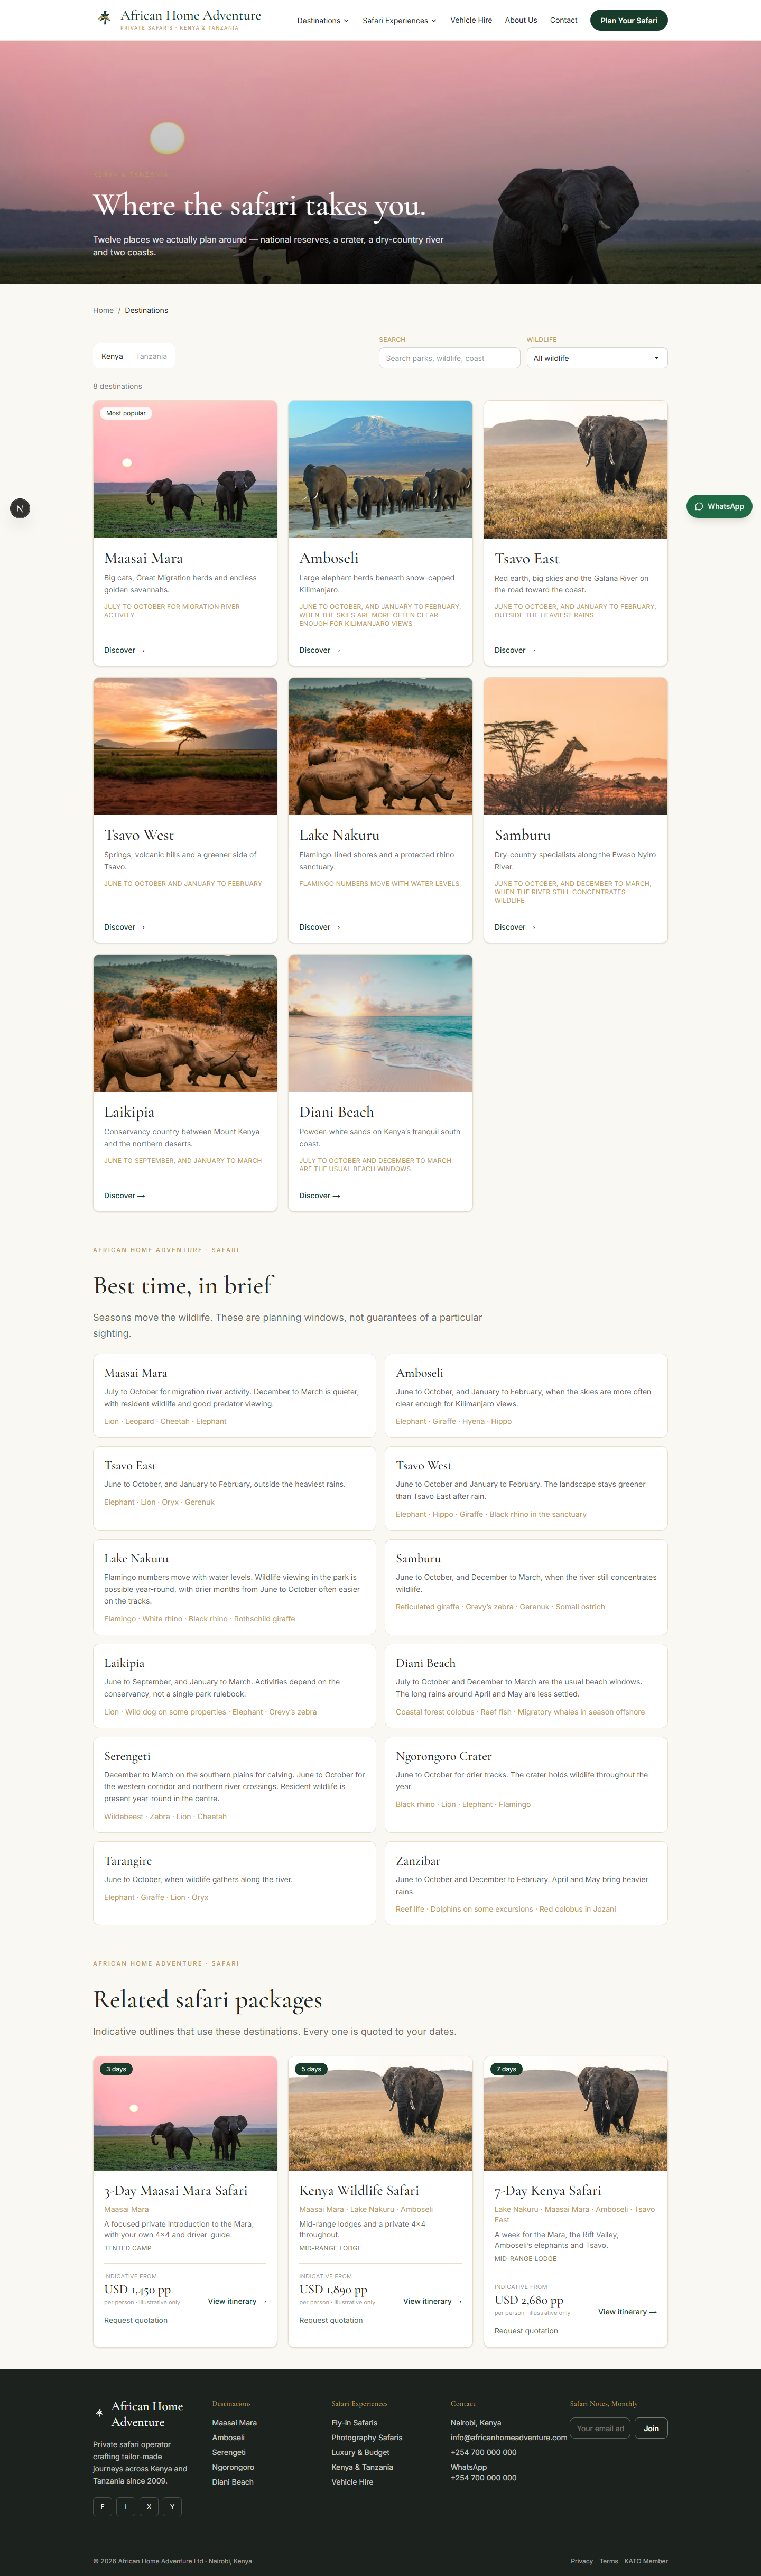 African Home Adventure
PRIVATE SAFARIS · KENYA & TANZANIA
Destinations
Safari Experiences
Vehicle Hire
About Us
Contact
Plan Your Safari
KENYA & TANZANIA
Where the safari takes you.
Twelve places we actually plan around — national reserves, a crater, a dry-country river
and two coasts.
Home / Destinations
Kenya
Tanzania
SEARCH
Search parks, wildlife, coast
WILDLIFE
All wildlife
8 destinations
Most popular
Maasai Mara
Big cats, Great Migration herds and endless
golden savannahs.
JULY TO OCTOBER FOR MIGRATION RIVER
ACTIVITY
Discover →
Amboseli
Large elephant herds beneath snow-capped
Kilimanjaro.
JUNE TO OCTOBER, AND JANUARY TO FEBRUARY,
WHEN THE SKIES ARE MORE OFTEN CLEAR
ENOUGH FOR KILIMANJARO VIEWS
Discover →
Tsavo East
Red earth, big skies and the Galana River on
the road toward the coast.
JUNE TO OCTOBER, AND JANUARY TO FEBRUARY,
OUTSIDE THE HEAVIEST RAINS
Discover →
N
WhatsApp
Tsavo West
Springs, volcanic hills and a greener side of
Tsavo.
JUNE TO OCTOBER AND JANUARY TO FEBRUARY
Discover →
Lake Nakuru
Flamingo-lined shores and a protected rhino
sanctuary.
FLAMINGO NUMBERS MOVE WITH WATER LEVELS
Discover →
Samburu
Dry-country specialists along the Ewaso Nyiro
River.
JUNE TO OCTOBER, AND DECEMBER TO MARCH,
WHEN THE RIVER STILL CONCENTRATES
WILDLIFE
Discover →
Laikipia
Conservancy country between Mount Kenya
and the northern deserts.
JUNE TO SEPTEMBER, AND JANUARY TO MARCH
Discover →
Diani Beach
Powder-white sands on Kenya's tranquil south
coast.
JULY TO OCTOBER AND DECEMBER TO MARCH
ARE THE USUAL BEACH WINDOWS
Discover →
AFRICAN HOME ADVENTURE · SAFARI
Best time, in brief
Seasons move the wildlife. These are planning windows, not guarantees of a particular
sighting.
Maasai Mara
July to October for migration river activity. December to March is quieter,
with resident wildlife and good predator viewing.
Lion · Leopard · Cheetah · Elephant
Amboseli
June to October, and January to February, when the skies are more often
clear enough for Kilimanjaro views.
Elephant · Giraffe · Hyena · Hippo
Tsavo East
June to October, and January to February, outside the heaviest rains.
Elephant · Lion · Oryx · Gerenuk
Tsavo West
June to October and January to February. The landscape stays greener
than Tsavo East after rain.
Elephant · Hippo · Giraffe · Black rhino in the sanctuary
Lake Nakuru
Flamingo numbers move with water levels. Wildlife viewing in the park is
possible year-round, with drier months from June to October often easier
on the tracks.
Flamingo · White rhino · Black rhino · Rothschild giraffe
Samburu
June to October, and December to March, when the river still concentrates
wildlife.
Reticulated giraffe · Grevy's zebra · Gerenuk · Somali ostrich
Laikipia
June to September, and January to March. Activities depend on the
conservancy, not a single park rulebook.
Lion · Wild dog on some properties · Elephant · Grevy's zebra
Diani Beach
July to October and December to March are the usual beach windows.
The long rains around April and May are less settled.
Coastal forest colobus · Reef fish · Migratory whales in season offshore
Serengeti
December to March on the southern plains for calving. June to October for
the western corridor and northern river crossings. Resident wildlife is
present year-round in the centre.
Wildebeest · Zebra · Lion · Cheetah
Ngorongoro Crater
June to October for drier tracks. The crater holds wildlife throughout the
year.
Black rhino · Lion · Elephant · Flamingo
Tarangire
June to October, when wildlife gathers along the river.
Elephant · Giraffe · Lion · Oryx
Zanzibar
June to October and December to February. April and May bring heavier
rains.
Reef life · Dolphins on some excursions · Red colobus in Jozani
AFRICAN HOME ADVENTURE · SAFARI
Related safari packages
Indicative outlines that use these destinations. Every one is quoted to your dates.
3 days
3-Day Maasai Mara Safari
Maasai Mara
A focused private introduction to the Mara,
with your own 4×4 and driver-guide.
TENTED CAMP
INDICATIVE FROM
USD 1,450 pp
per person · illustrative only
View itinerary →
Request quotation
5 days
Kenya Wildlife Safari
Maasai Mara · Lake Nakuru · Amboseli
Mid-range lodges and a private 4×4
throughout.
MID-RANGE LODGE
INDICATIVE FROM
USD 1,890 pp
per person · illustrative only
View itinerary →
Request quotation
7 days
7-Day Kenya Safari
Lake Nakuru · Maasai Mara · Amboseli · Tsavo
East
A week for the Mara, the Rift Valley,
Amboseli's elephants and Tsavo.
MID-RANGE LODGE
INDICATIVE FROM
USD 2,680 pp
per person · illustrative only
View itinerary →
Request quotation
African Home
Adventure
Private safari operator
crafting tailor-made
journeys across Kenya and
Tanzania since 2009.
F
I
X
Y
Destinations
Maasai Mara
Amboseli
Serengeti
Ngorongoro
Diani Beach
Safari Experiences
Fly-in Safaris
Photography Safaris
Luxury & Budget
Kenya & Tanzania
Vehicle Hire
Contact
Nairobi, Kenya
info@africanhomeadventure.com
+254 700 000 000
WhatsApp
+254 700 000 000
Safari Notes, Monthly
Your email ad
Join
© 2026 African Home Adventure Ltd · Nairobi, Kenya
Privacy
Terms
KATO Member